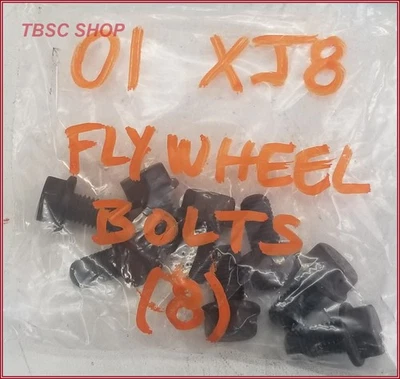 TBSC SHOP
01 XJ8
FLYWHEEL
BOLTS
(8)